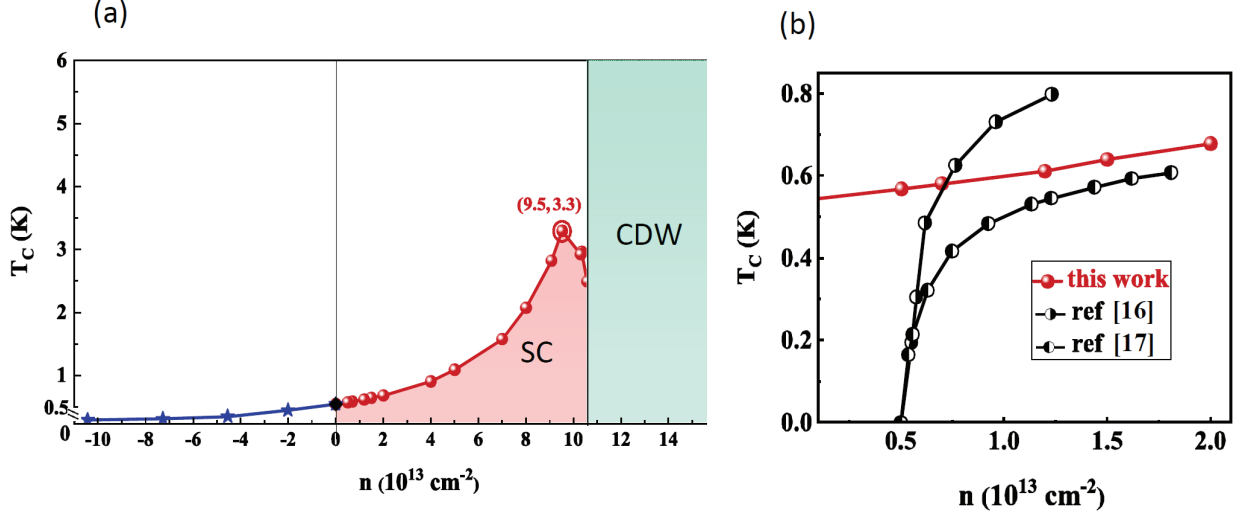 (a)
6
5
4
3
2
1
0.5
0
T_C (K)
-10 -8 -6 -4 -2 0 2 4 6 8 10 12 14
n (10^13 cm^-2)
(9.5, 3.3)
SC
CDW
(b)
0.8
0.6
0.4
0.2
0.0
T_C (K)
0.5 1.0 1.5 2.0
n (10^13 cm^-2)
this work
ref [16]
ref [17]